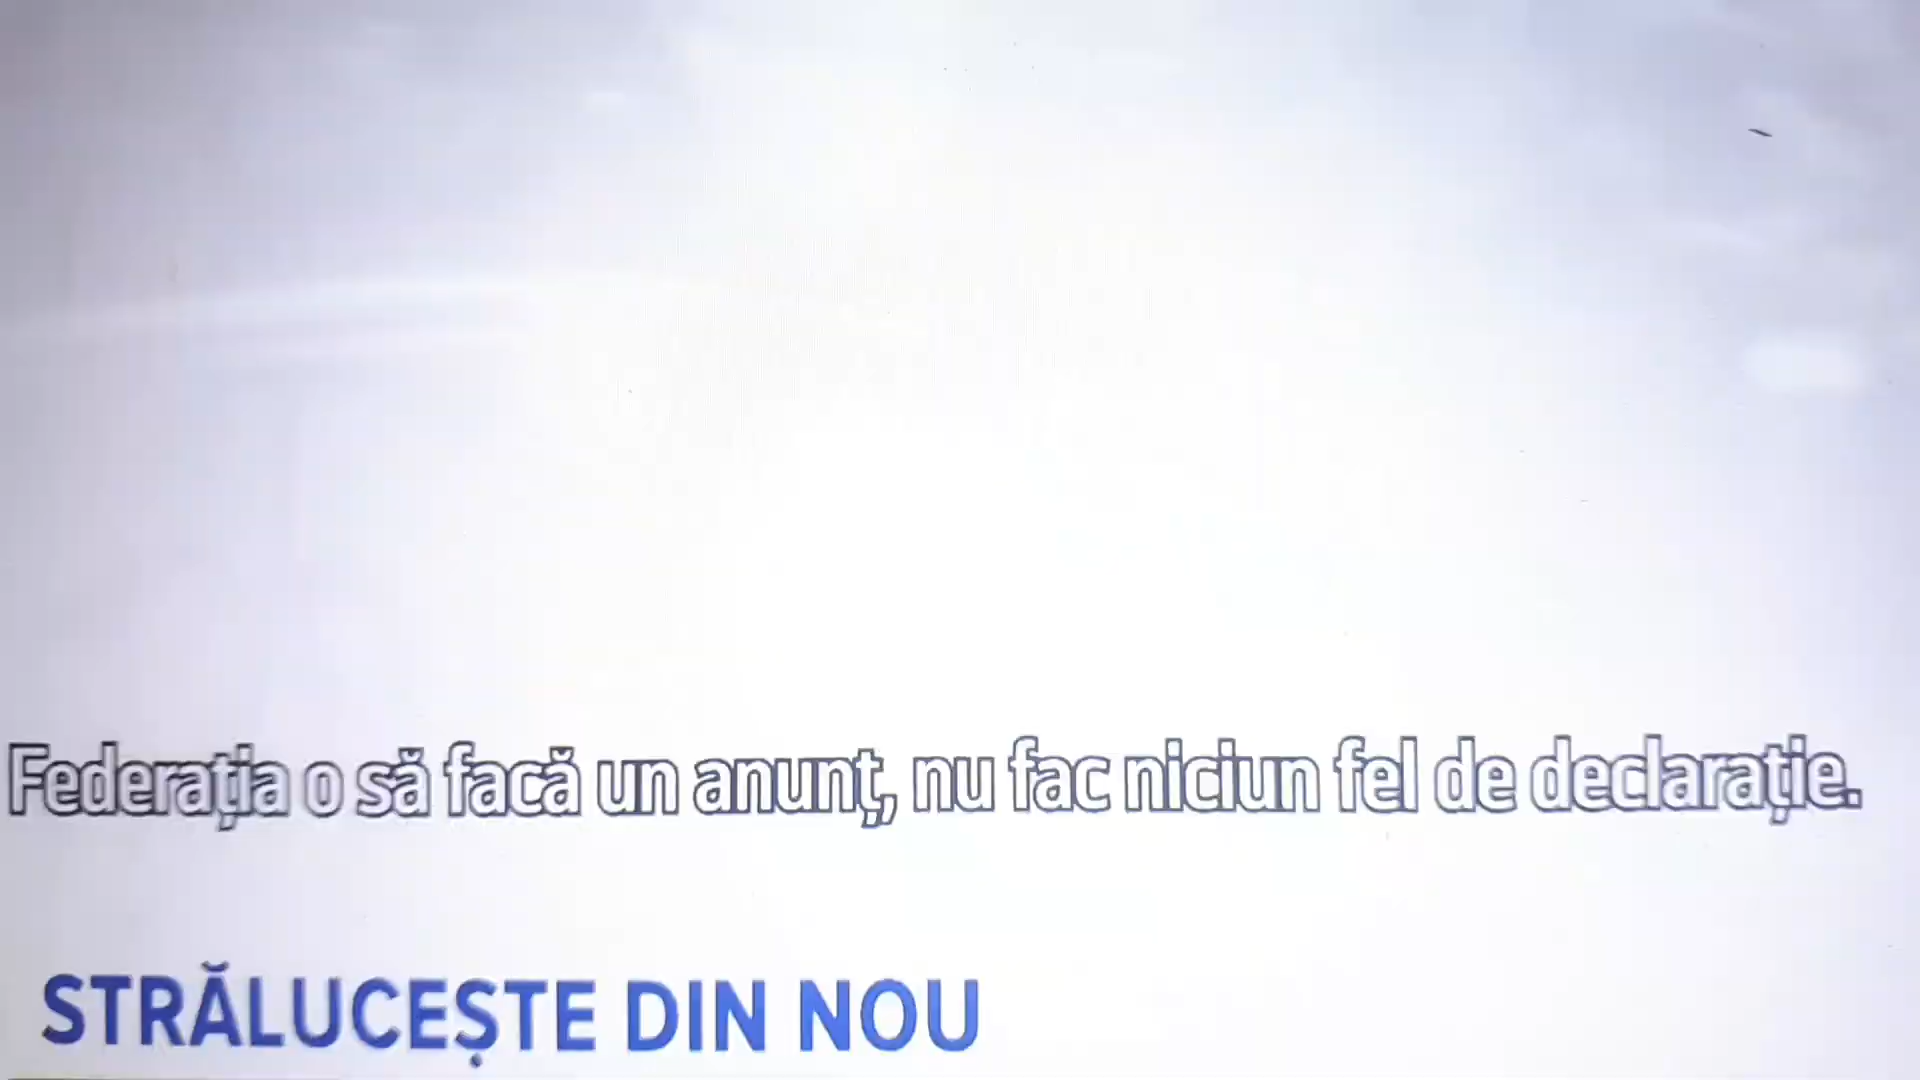 Federația o să facă un anunț, nu fac niciun fel de declarație.
STRĂLUCEȘTE DIN NOU